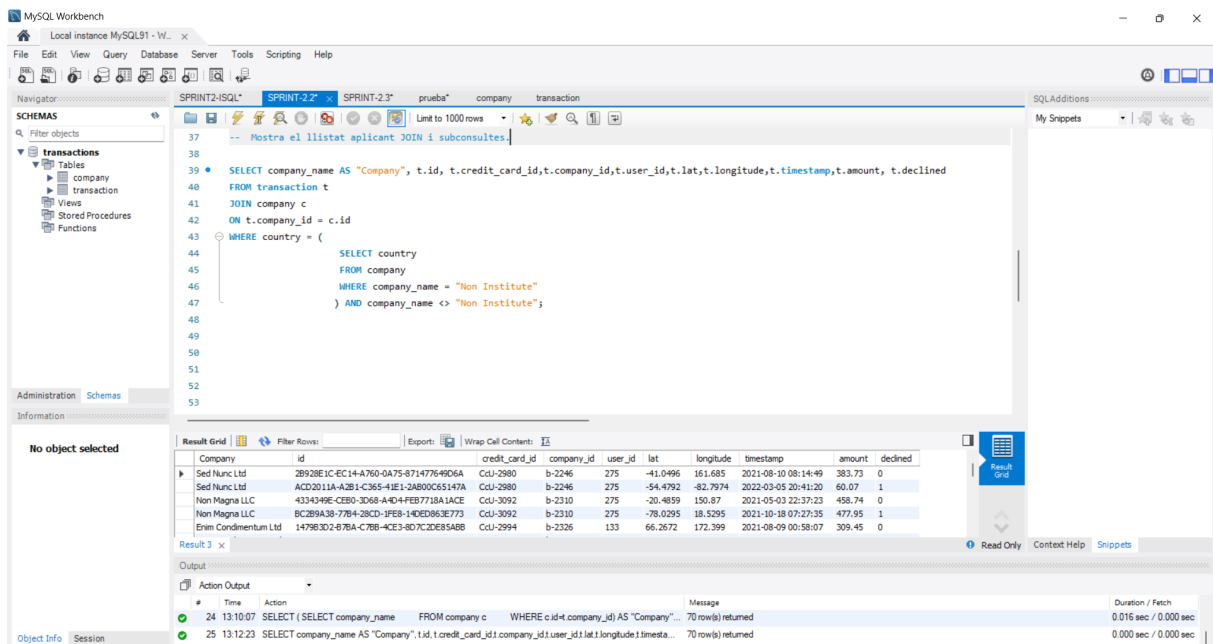 MySQL Workbench
Local instance MySQL91 - W...
File Edit View Query Database Server Tools Scripting Help
Navigator
SCHEMAS
Filter objects
transactions
Tables
company
transaction
Views
Stored Procedures
Functions
Administration Schemas
Information
No object selected
Object Info Session
SPRINT2-ISQL* SPRINT-2.2* SPRINT-2.3* prueba* company transaction
Limit to 1000 rows
37 -- Mostra el llistat aplicant JOIN i subconsultes.
38
39 SELECT company_name AS "Company", t.id, t.credit_card_id,t.company_id,t.user_id,t.lat,t.longitude,t.timestamp,t.amount, t.declined
40 FROM transaction t
41 JOIN company c
42 ON t.company_id = c.id
43 WHERE country = (
44 SELECT country
45 FROM company
46 WHERE company_name = "Non Institute"
47 ) AND company_name <> "Non Institute";
48
49
50
51
52
53
Result Grid Filter Rows: Export: Wrap Cell Content:
Company id credit_card_id company_id user_id lat longitude timestamp amount declined
Sed Nunc Ltd 2B928E1C-EC14-A760-0A75-871477649D6A CcU-2980 b-2246 275 -41.0496 161.685 2021-08-10 08:14:49 383.73 0
Sed Nunc Ltd ACD2011A-A2B1-C365-41E1-2AB00C65147A CcU-2980 b-2246 275 -54.4792 -82.7974 2022-03-05 20:41:20 60.07 1
Non Magna LLC 4334349E-CEB0-3D68-A4D4-FEB7718A1ACE CcU-3092 b-2310 275 -20.4859 150.87 2021-05-03 22:37:23 458.74 0
Non Magna LLC BC2B9A38-77B4-28CD-1FE8-14DED863E773 CcU-3092 b-2310 275 -78.0295 18.5295 2021-10-18 07:27:35 477.95 1
Enim Condimentum Ltd 1479B3D2-B7BA-C7BB-4CE3-8D7C2DE85ABB CcU-2994 b-2326 133 66.2672 172.399 2021-08-09 00:58:07 309.45 0
Result Grid
Result 3
Read Only
SQLAdditions
My Snippets
Context Help Snippets
Output
Action Output
# Time Action Message Duration / Fetch
24 13:10:07 SELECT ( SELECT company_name FROM company c WHERE c.id=t.company_id) AS "Company"... 70 row(s) returned 0.016 sec / 0.000 sec
25 13:12:23 SELECT company_name AS "Company", t.id, t.credit_card_id,t.company_id,t.user_id,t.lat,t.longitude,t.timesta... 70 row(s) returned 0.000 sec / 0.000 sec